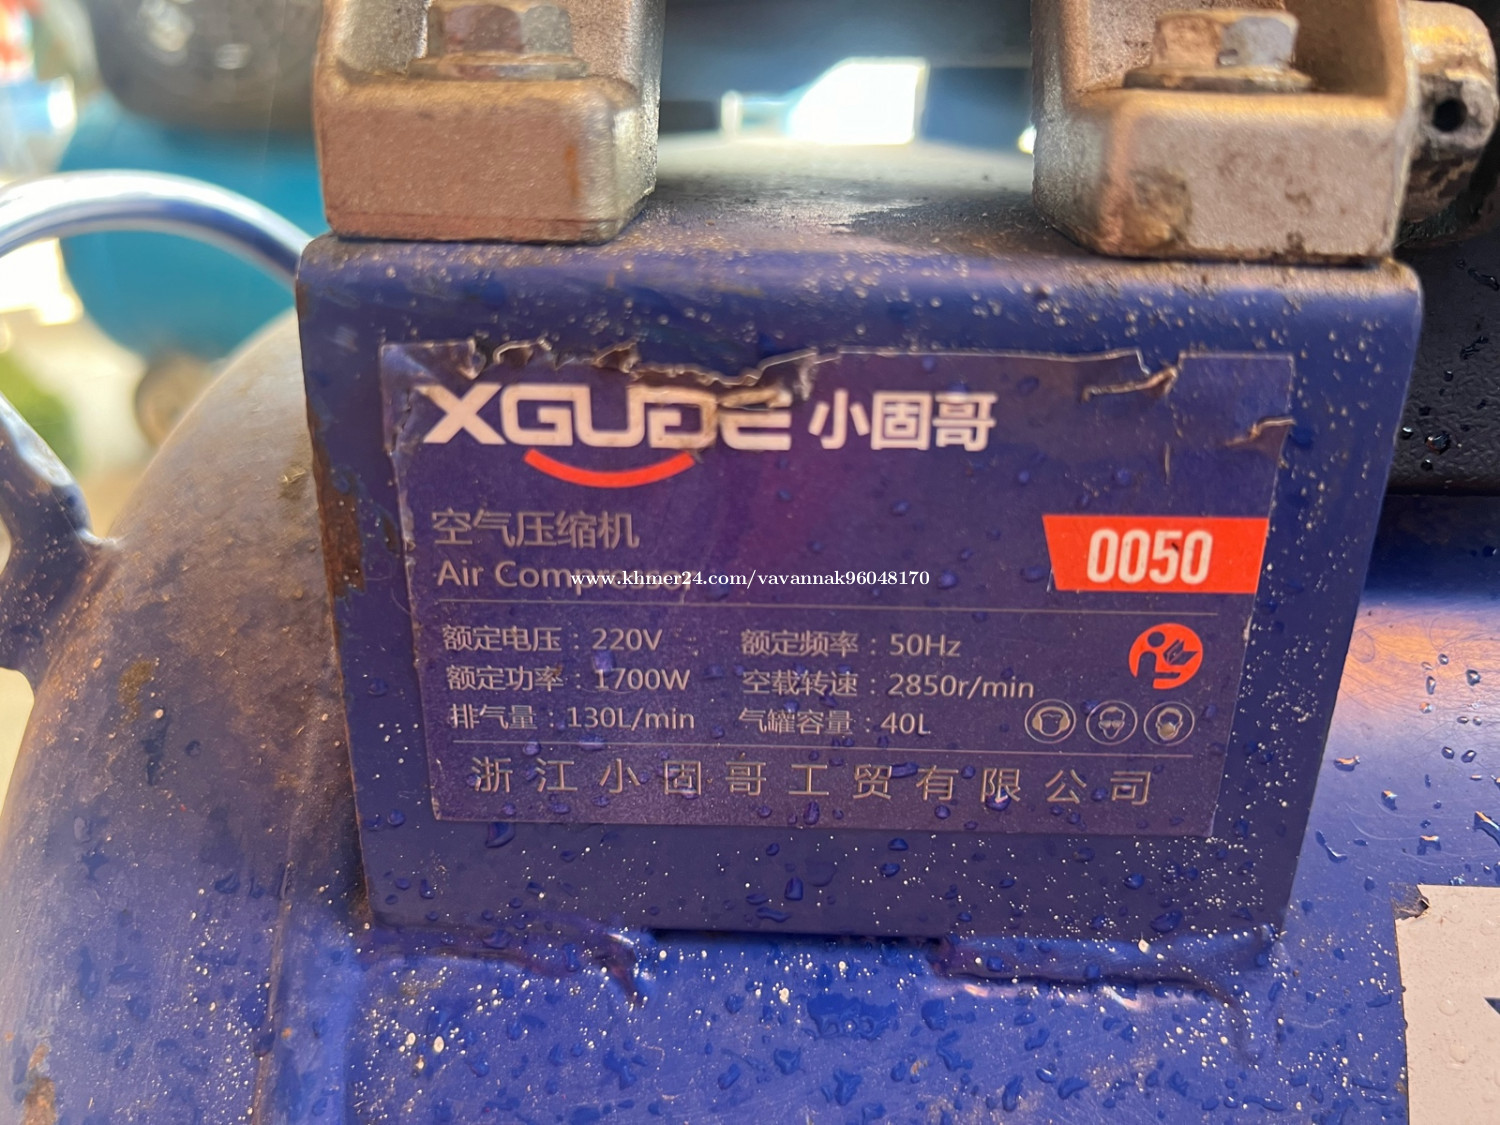 XGUDE 小固哥
空气压缩机
0050
Air Compressor
www.khmer24.com/vavannak96048170
额定电压：220V 额定频率：50Hz
额定功率：1700W 空载转速：2850r/min
排气量：130L/min 气罐容量：40L
浙江小固哥工贸有限公司